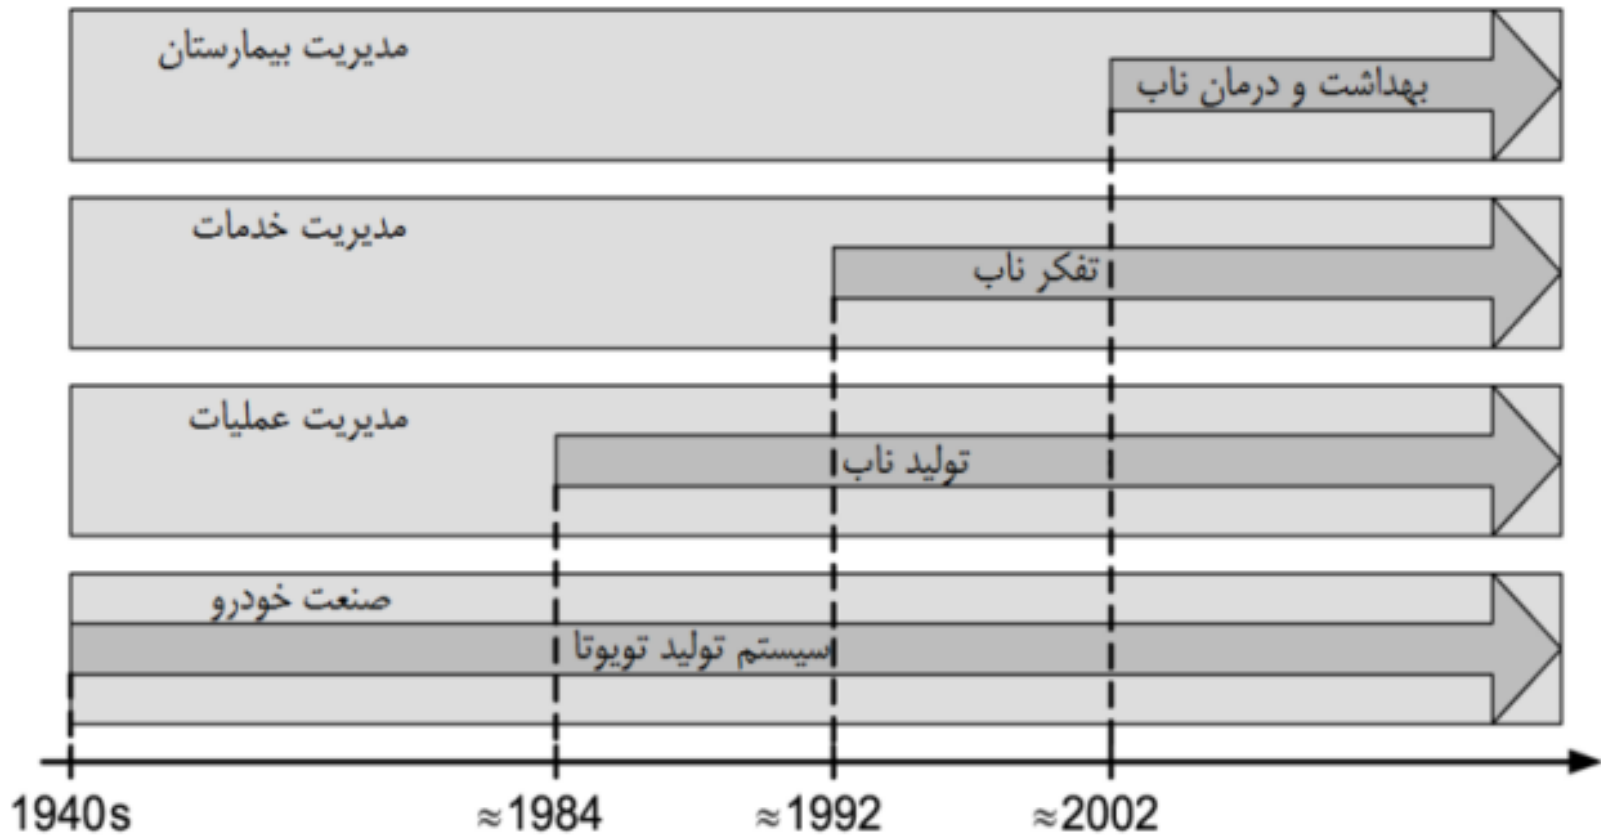 مدیریت بیمارستان
بهداشت و درمان ناب
مدیریت خدمات
تفکر ناب
مدیریت عملیات
تولید ناب
صنعت خودرو
سیستم تولید تویوتا
1940s ≈1984 ≈1992 ≈2002